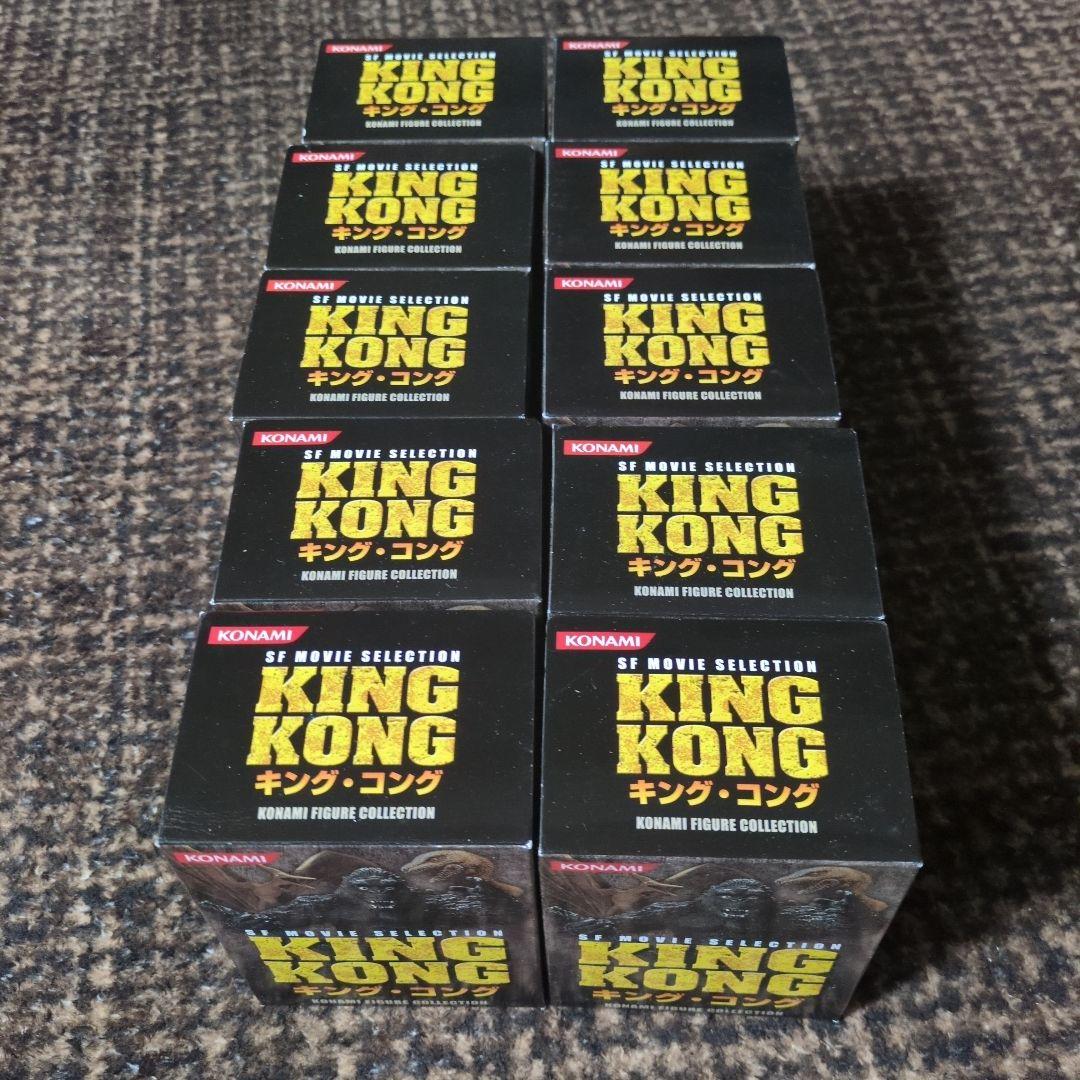 KONAMI
SF MOVIE SELECTION
KING
KONG
キング・コング
KONAMI FIGURE COLLECTION
KONAMI
SF MOVIE SELECTION
KING
KONG
キング・コング
KONAMI FIGURE COLLECTION
KONAMI
SF MOVIE SELECTION
KING
KONG
キング・コング
KONAMI FIGURE COLLECTION
KONAMI
SF MOVIE SELECTION
KING
KONG
キング・コング
KONAMI FIGURE COLLECTION
KONAMI
SF MOVIE SELECTION
KING
KONG
キング・コング
KONAMI FIGURE COLLECTION
KONAMI
SF MOVIE SELECTION
KING
KONG
キング・コング
KONAMI FIGURE COLLECTION
KONAMI
SF MOVIE SELECTION
KING
KONG
キング・コング
KONAMI FIGURE COLLECTION
KONAMI
SF MOVIE SELECTION
KING
KONG
キング・コング
KONAMI FIGURE COLLECTION
KONAMI
SF MOVIE SELECTION
KING
KONG
キング・コング
KONAMI FIGURE COLLECTION
KONAMI
SF MOVIE SELECTION
KING
KONG
キング・コング
KONAMI FIGURE COLLECTION
KONAMI
SF MOVIE SELECTION
KING
KONG
キング・コング
KONAMI FIGURE COLLECTION
KONAMI
SF MOVIE SELECTION
KING
KONG
キング・コング
KONAMI FIGURE COLLECTION